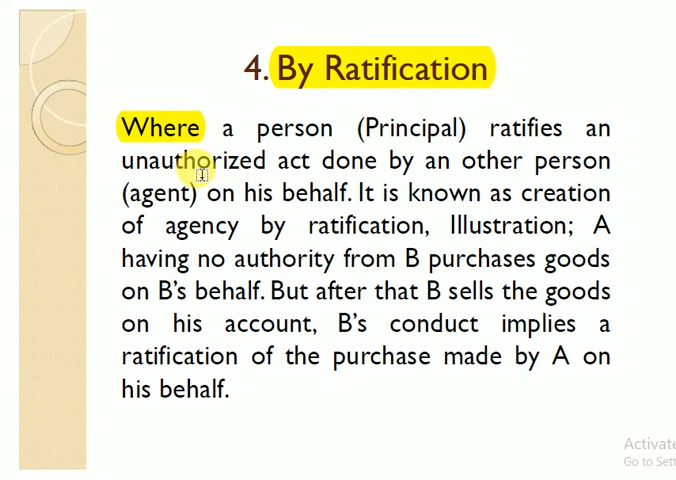 4. By Ratification
Where a person (Principal) ratifies an
unauthorized act done by an other person
(agent) on his behalf. It is known as creation
of agency by ratification, Illustration; A
having no authority from B purchases goods
on B's behalf. But after that B sells the goods
on his account, B's conduct implies a
ratification of the purchase made by A on
his behalf.
Activate
Go to Sett